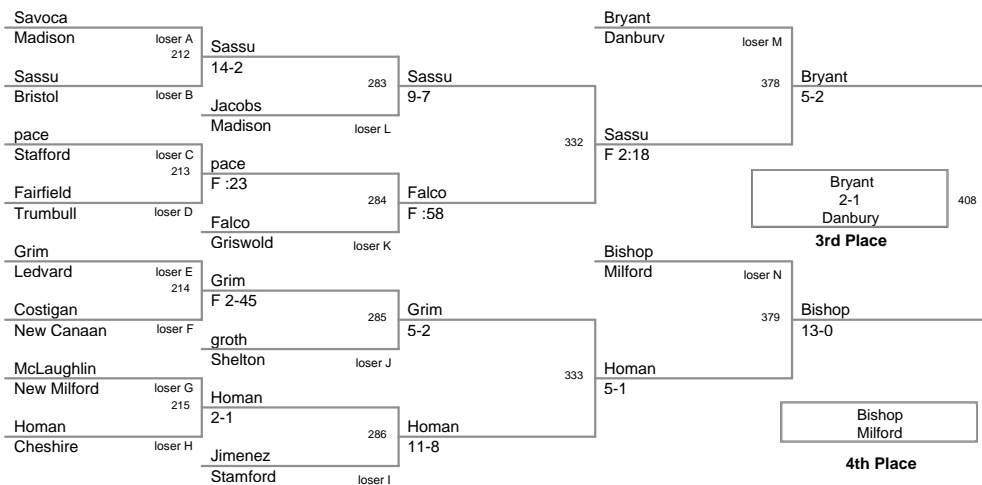 Savoca
Madison
loser A
212
Sassu
14-2
Sassu
Bristol
loser B
283
Sassu
9-7
Jacobs
Madison
loser L
pace
Stafford
loser C
213
pace
F :23
Fairfield
Trumbull
loser D
284
Falco
F :58
Falco
Griswold
loser K
332
Sassu
F 2:18
Bryant
Danburv
loser M
378
Bryant
5-2
Bryant
2-1
Danbury
408
3rd Place
Grim
Ledvard
loser E
214
Grim
F 2-45
Costigan
New Canaan
loser F
285
Grim
5-2
groth
Shelton
loser J
McLaughlin
New Milford
loser G
215
Homan
2-1
Homan
Cheshire
loser H
286
Homan
11-8
Jimenez
Stamford
loser I
333
Homan
5-1
Bishop
Milford
loser N
379
Bishop
13-0
Bishop
Milford
4th Place